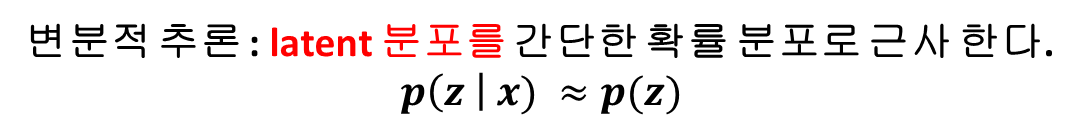 변분적 추론 : latent 분포를 간단한 확률 분포로 근사 한다.
p(z | x) ≈ p(z)